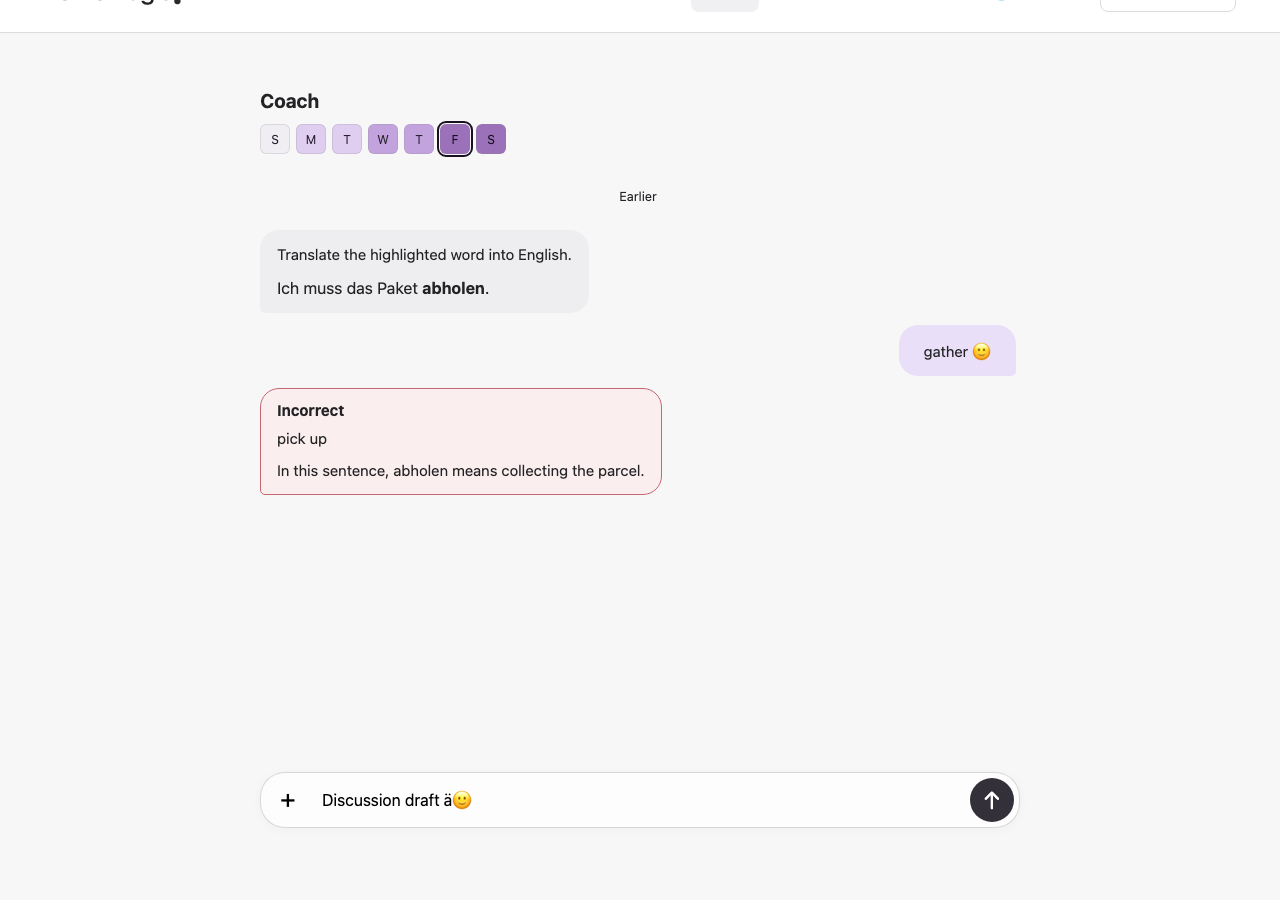 Coach
S M T W T F S
Earlier
Translate the highlighted word into English.
Ich muss das Paket abholen.
gather 🙂
Incorrect
pick up
In this sentence, abholen means collecting the parcel.
Discussion draft ä🙂